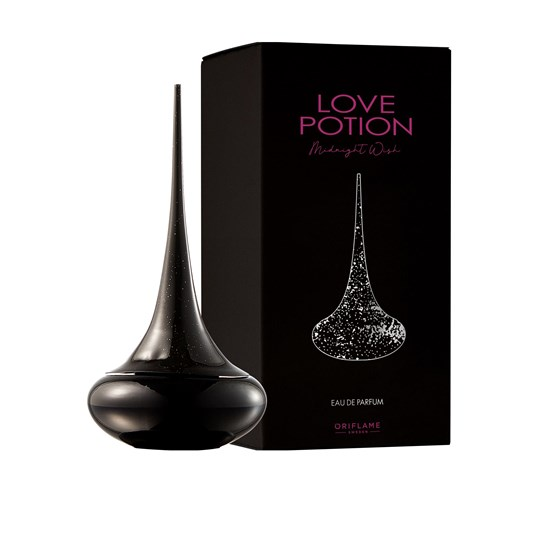 LOVE
POTION
Midnight Wish
EAU DE PARFUM
ORIFLAME
SWEDEN